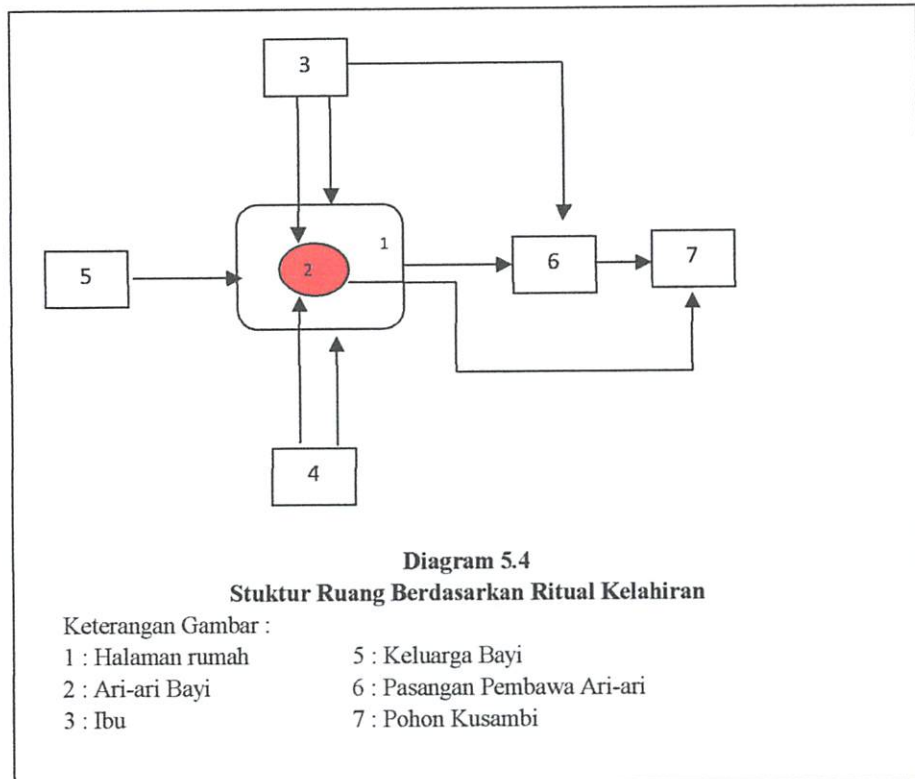 3
1
2
5
6
7
4
Diagram 5.4
Stuktur Ruang Berdasarkan Ritual Kelahiran
Keterangan Gambar :
1 : Halaman rumah
2 : Ari-ari Bayi
3 : Ibu
5 : Keluarga Bayi
6 : Pasangan Pembawa Ari-ari
7 : Pohon Kusambi